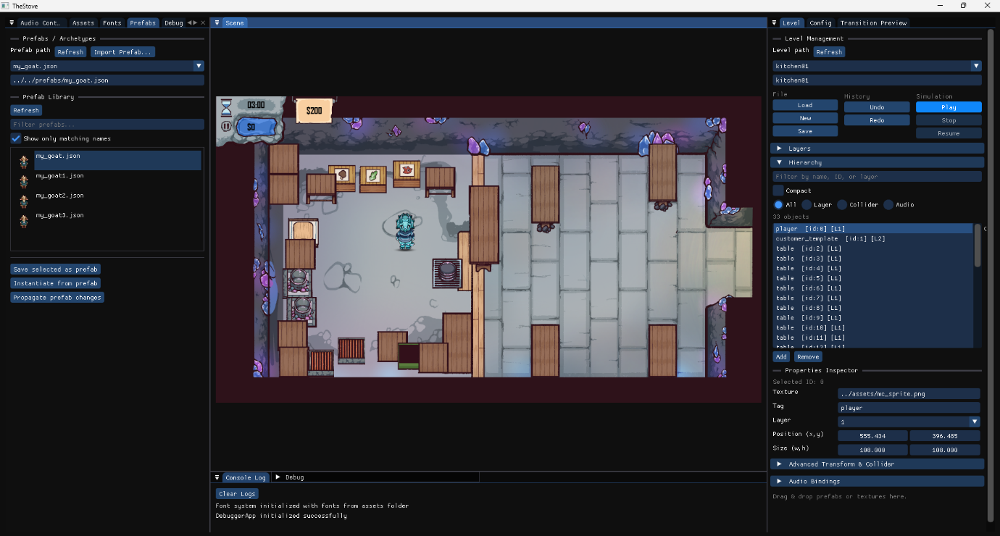 TheStove
Audio Cont..
Assets
Fonts
Prefabs
Debug
Prefabs / Archetypes
Prefab path
Refresh
Import Prefab...
my_goat.json
../../prefabs/my_goat.json
Prefab Library
Refresh
Filter prefabs...
Show only matching names
my_goat.json
my_goat1.json
my_goat2.json
my_goat3.json
Save selected as prefab
Instantiate from prefab
Propagate prefab changes
Scene
03:00
$200
$0
Console Log
Debug
Clear Logs
Font system initialized with fonts from assets folder
DebuggerApp initialized successfully
Level
Config
Transition Preview
Level Management
Level path
Refresh
kitchen01
kitchen01
File
History
Simulation
Load
Undo
Play
New
Redo
Stop
Save
Resume
Layers
Hierarchy
Filter by name, ID, or layer
Compact
All
Layer
Collider
Audio
33 objects
player [id:0] [L1]
customer_template [id:1] [L2]
table [id:2] [L1]
table [id:3] [L1]
table [id:4] [L1]
table [id:5] [L1]
table [id:6] [L1]
table [id:7] [L1]
table [id:8] [L1]
table [id:9] [L1]
table [id:10] [L1]
table [id:11] [L1]
table [id:12] [L1]
Add
Remove
Properties Inspector
Selected ID: 0
Texture
../assets/mc_sprite.png
Tag
player
Layer
1
Position (x,y)
555.434
396.485
Size (w,h)
100.000
100.000
Advanced Transform & Collider
Audio Bindings
Drag & drop prefabs or textures here.